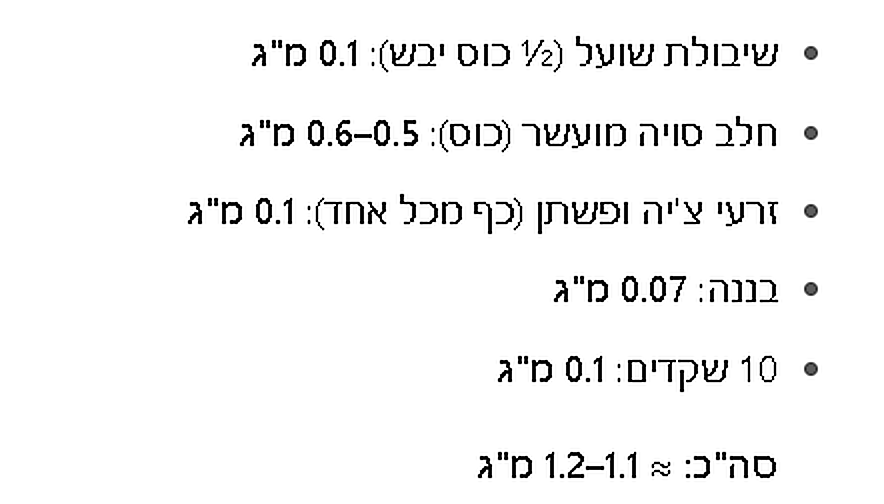 • שיבולת שועל (½ כוס יבש): 0.1 מ"ג
• חלב סויה מועשר (כוס): 0.5–0.6 מ"ג
• זרעי צ'יה ופשתן (כף מכל אחד): 0.1 מ"ג
• בננה: 0.07 מ"ג
• 10 שקדים: 0.1 מ"ג
סה"כ: ≈ 1.1–1.2 מ"ג